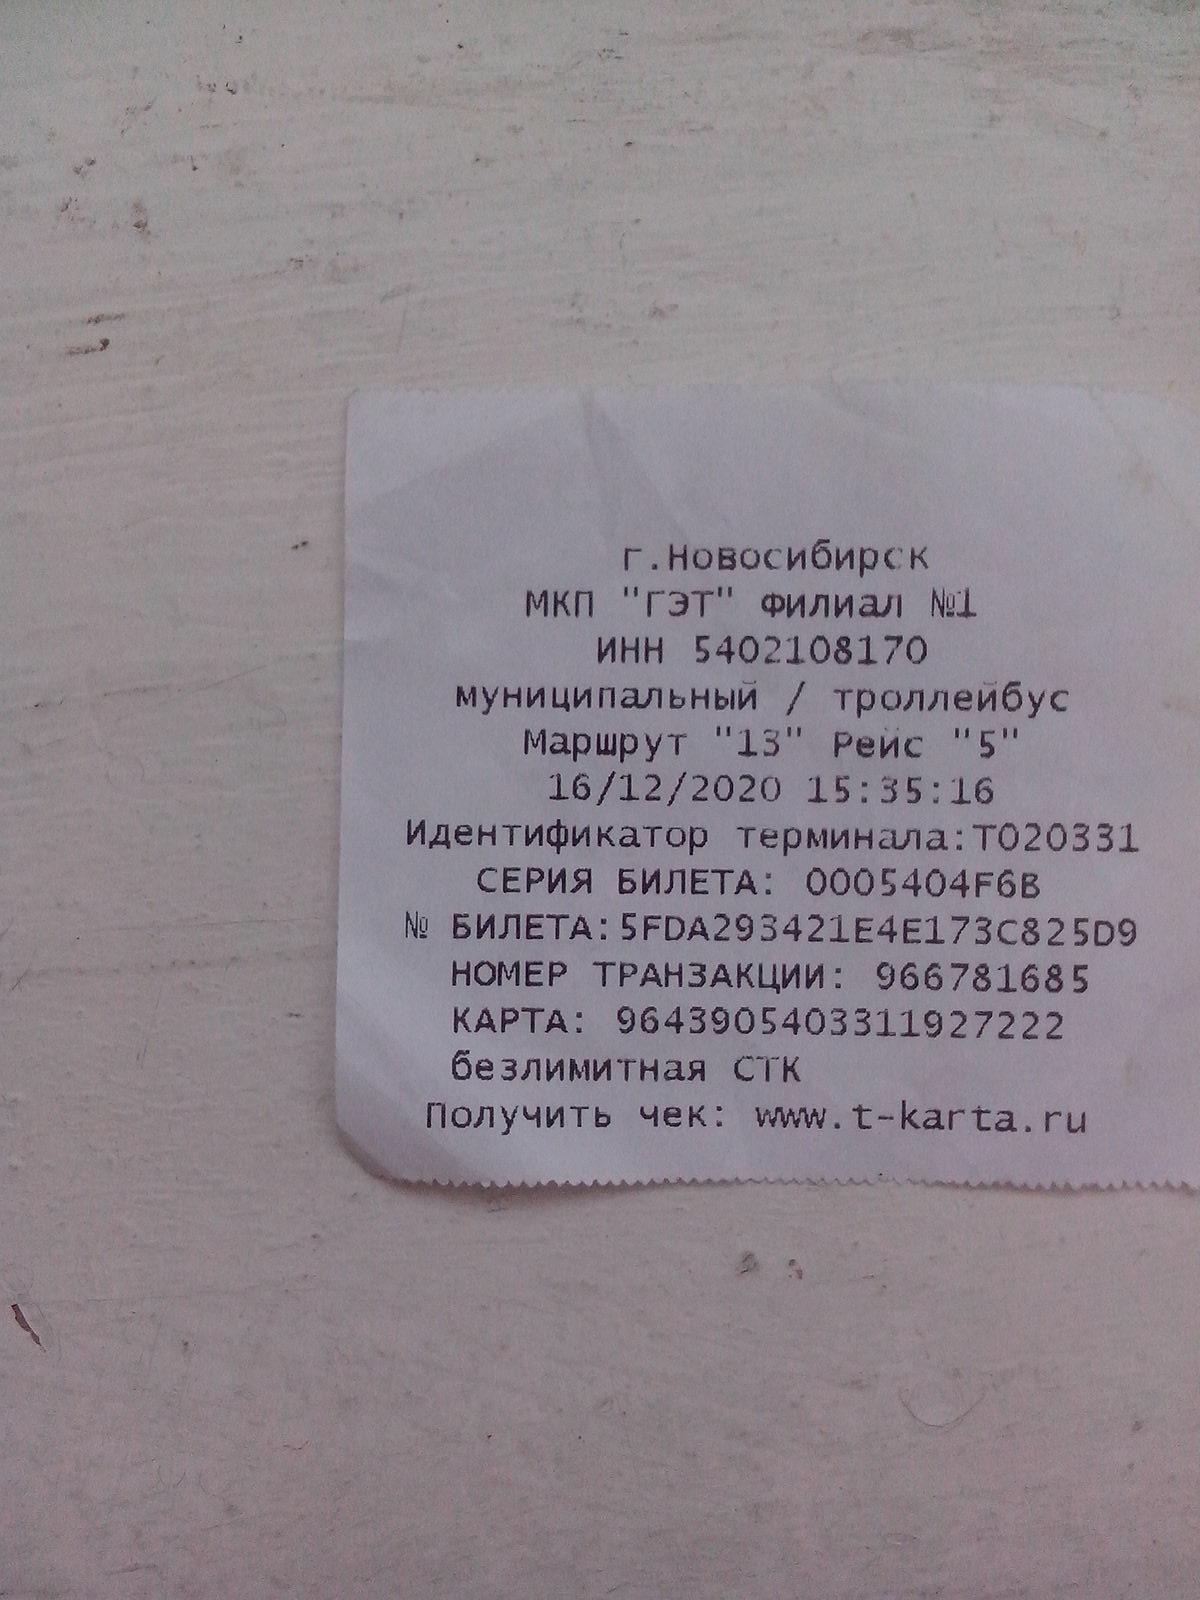 г.Новосибирск
МКП "ГЭТ" Филиал №1
ИНН 5402108170
муниципальный / троллейбус
Маршрут "13" Рейс "5"
16/12/2020 15:35:16
Идентификатор терминала:T020331
СЕРИЯ БИЛЕТА: 0005404F6B
№ БИЛЕТА:5FDA293421E4E173C825D9
НОМЕР ТРАНЗАКЦИИ: 966781685
КАРТА: 9643905403311927222
безлимитная СТК
Получить чек: www.t-karta.ru